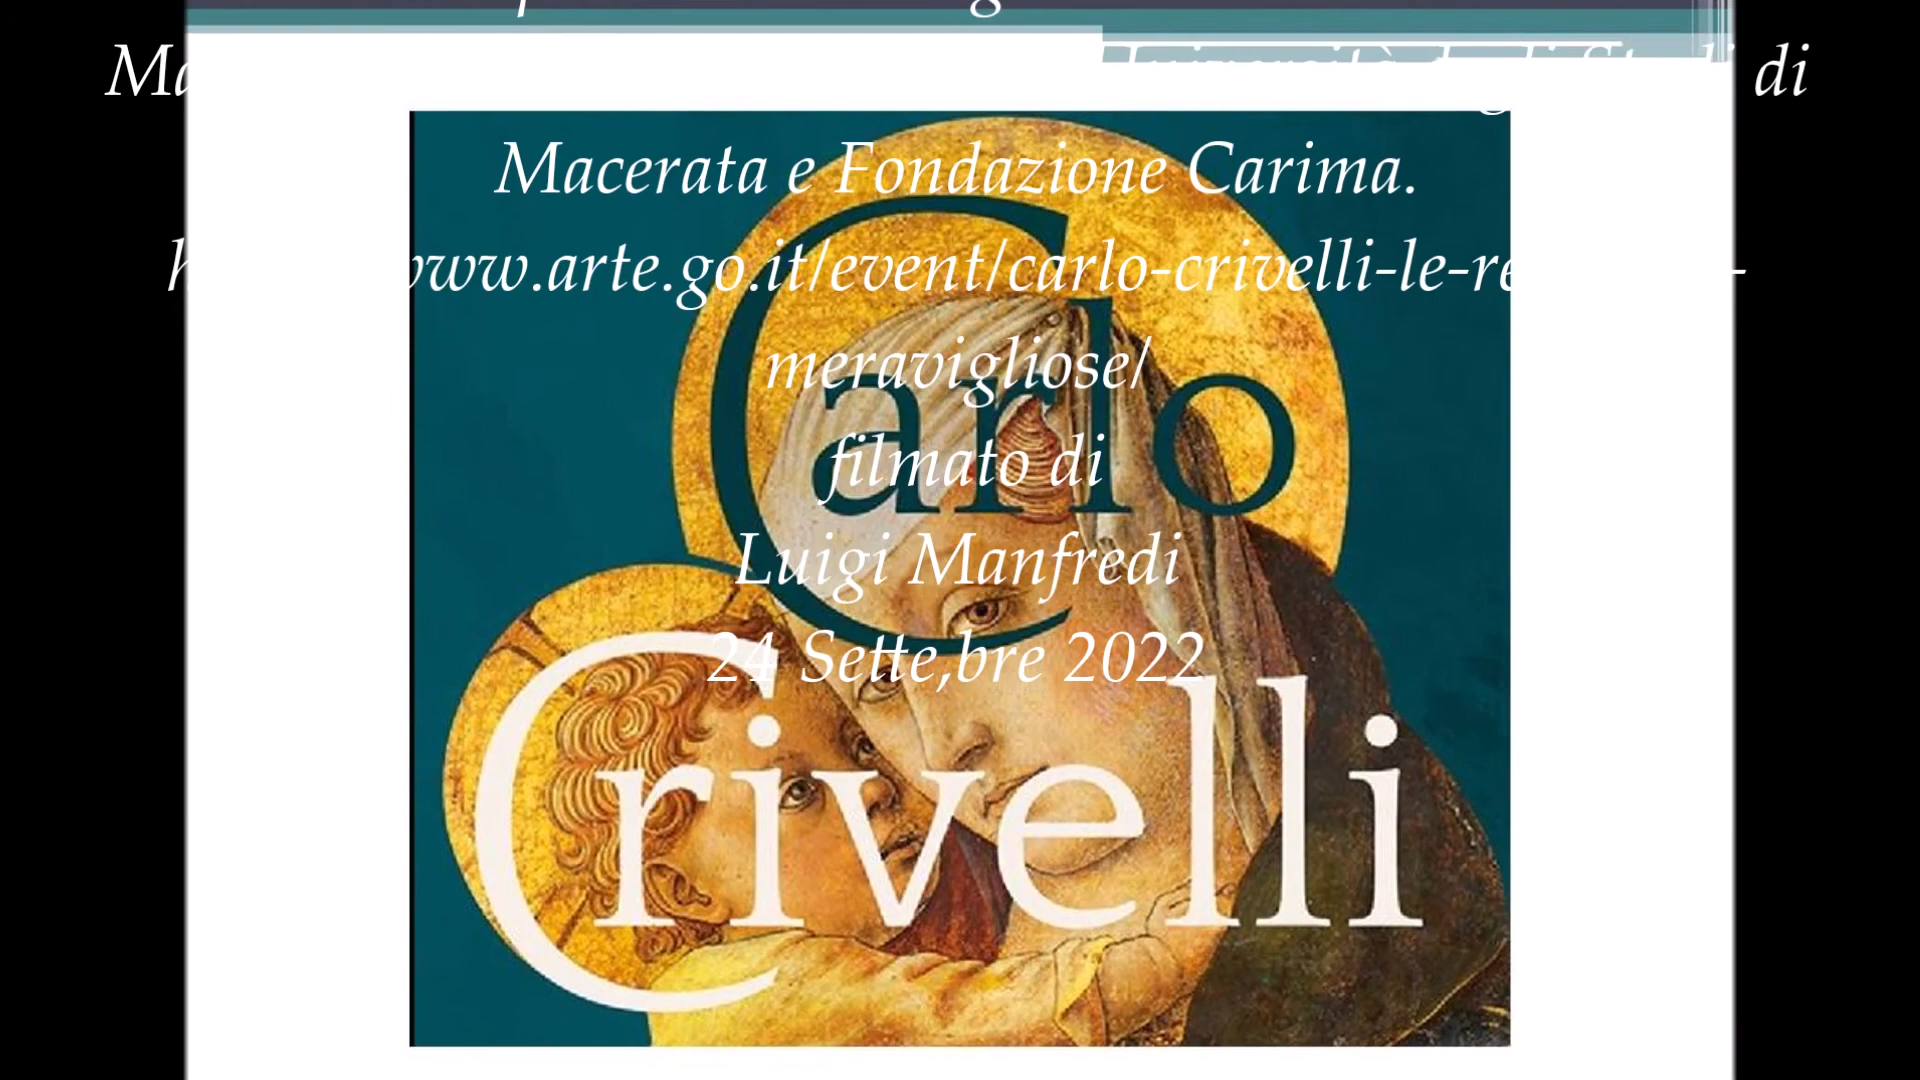 di
Macerata e Fondazione Carima.
www.arte.go.it/event/carlo-crivelli-le-re
meravigliose/
filmato di
Luigi Manfredi
24 Sette,bre 2022
Carlo
Crivelli